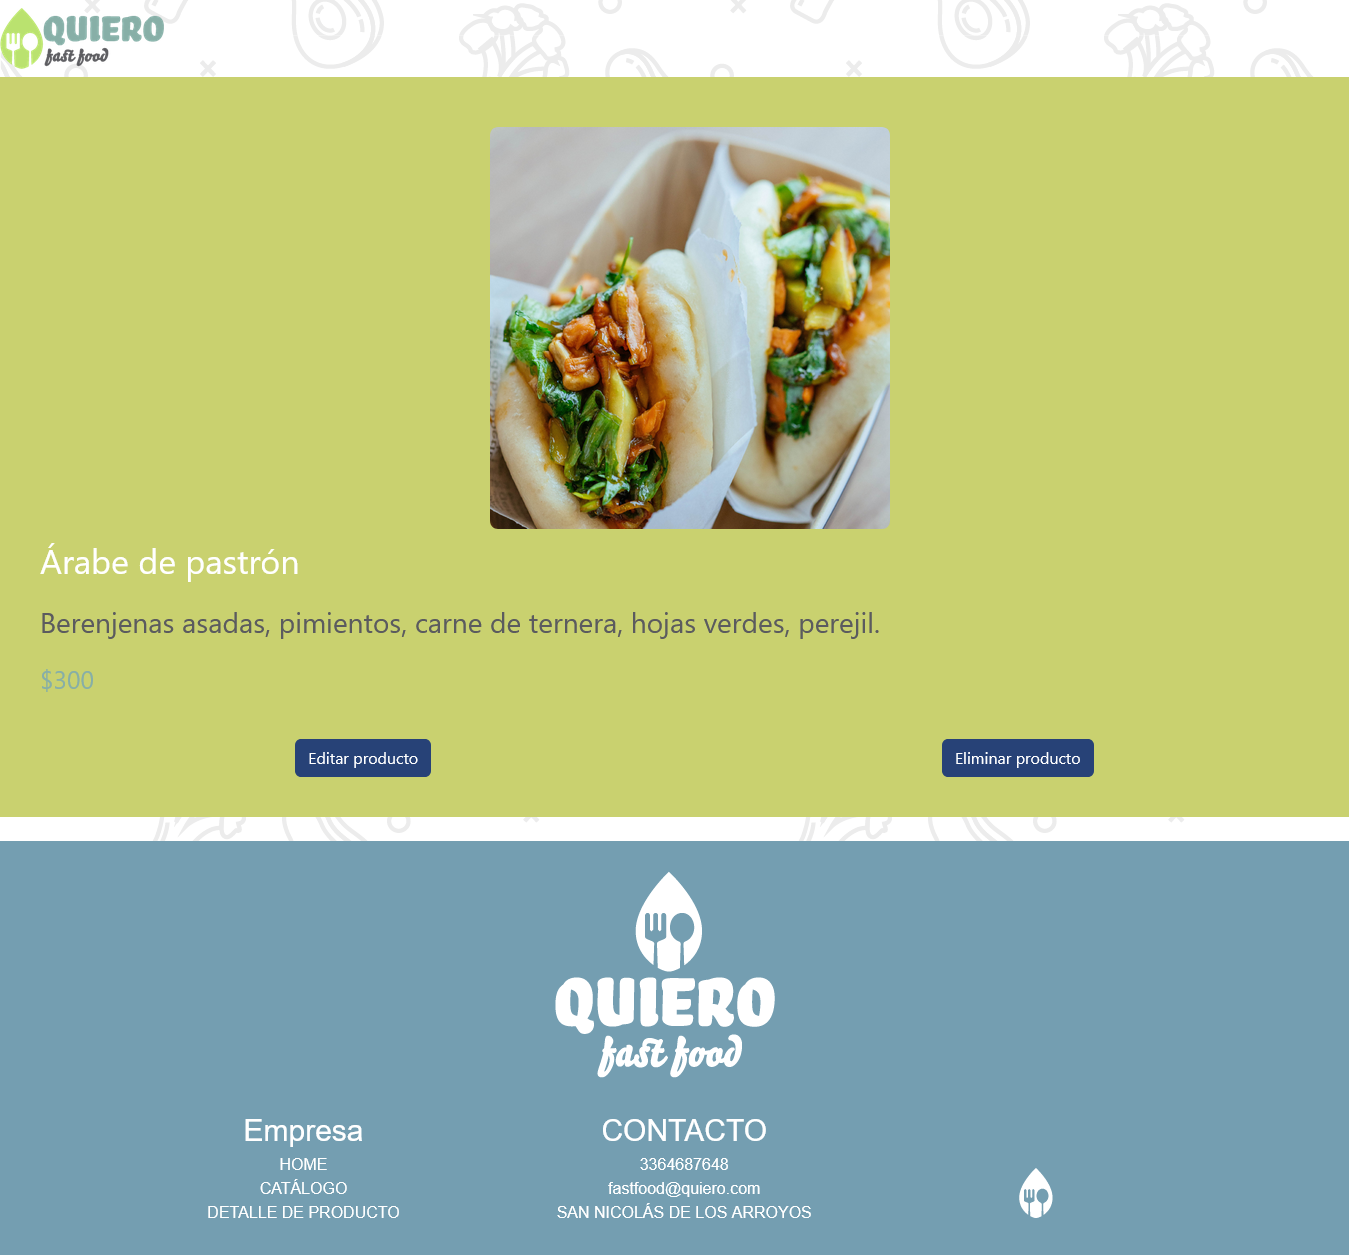 QUIERO
fast food
Árabe de pastrón
Berenjenas asadas, pimientos, carne de ternera, hojas verdes, perejil.
$300
Editar producto
Eliminar producto
QUIERO
fast food
Empresa
HOME
CATÁLOGO
DETALLE DE PRODUCTO
CONTACTO
3364687648
fastfood@quiero.com
SAN NICOLÁS DE LOS ARROYOS